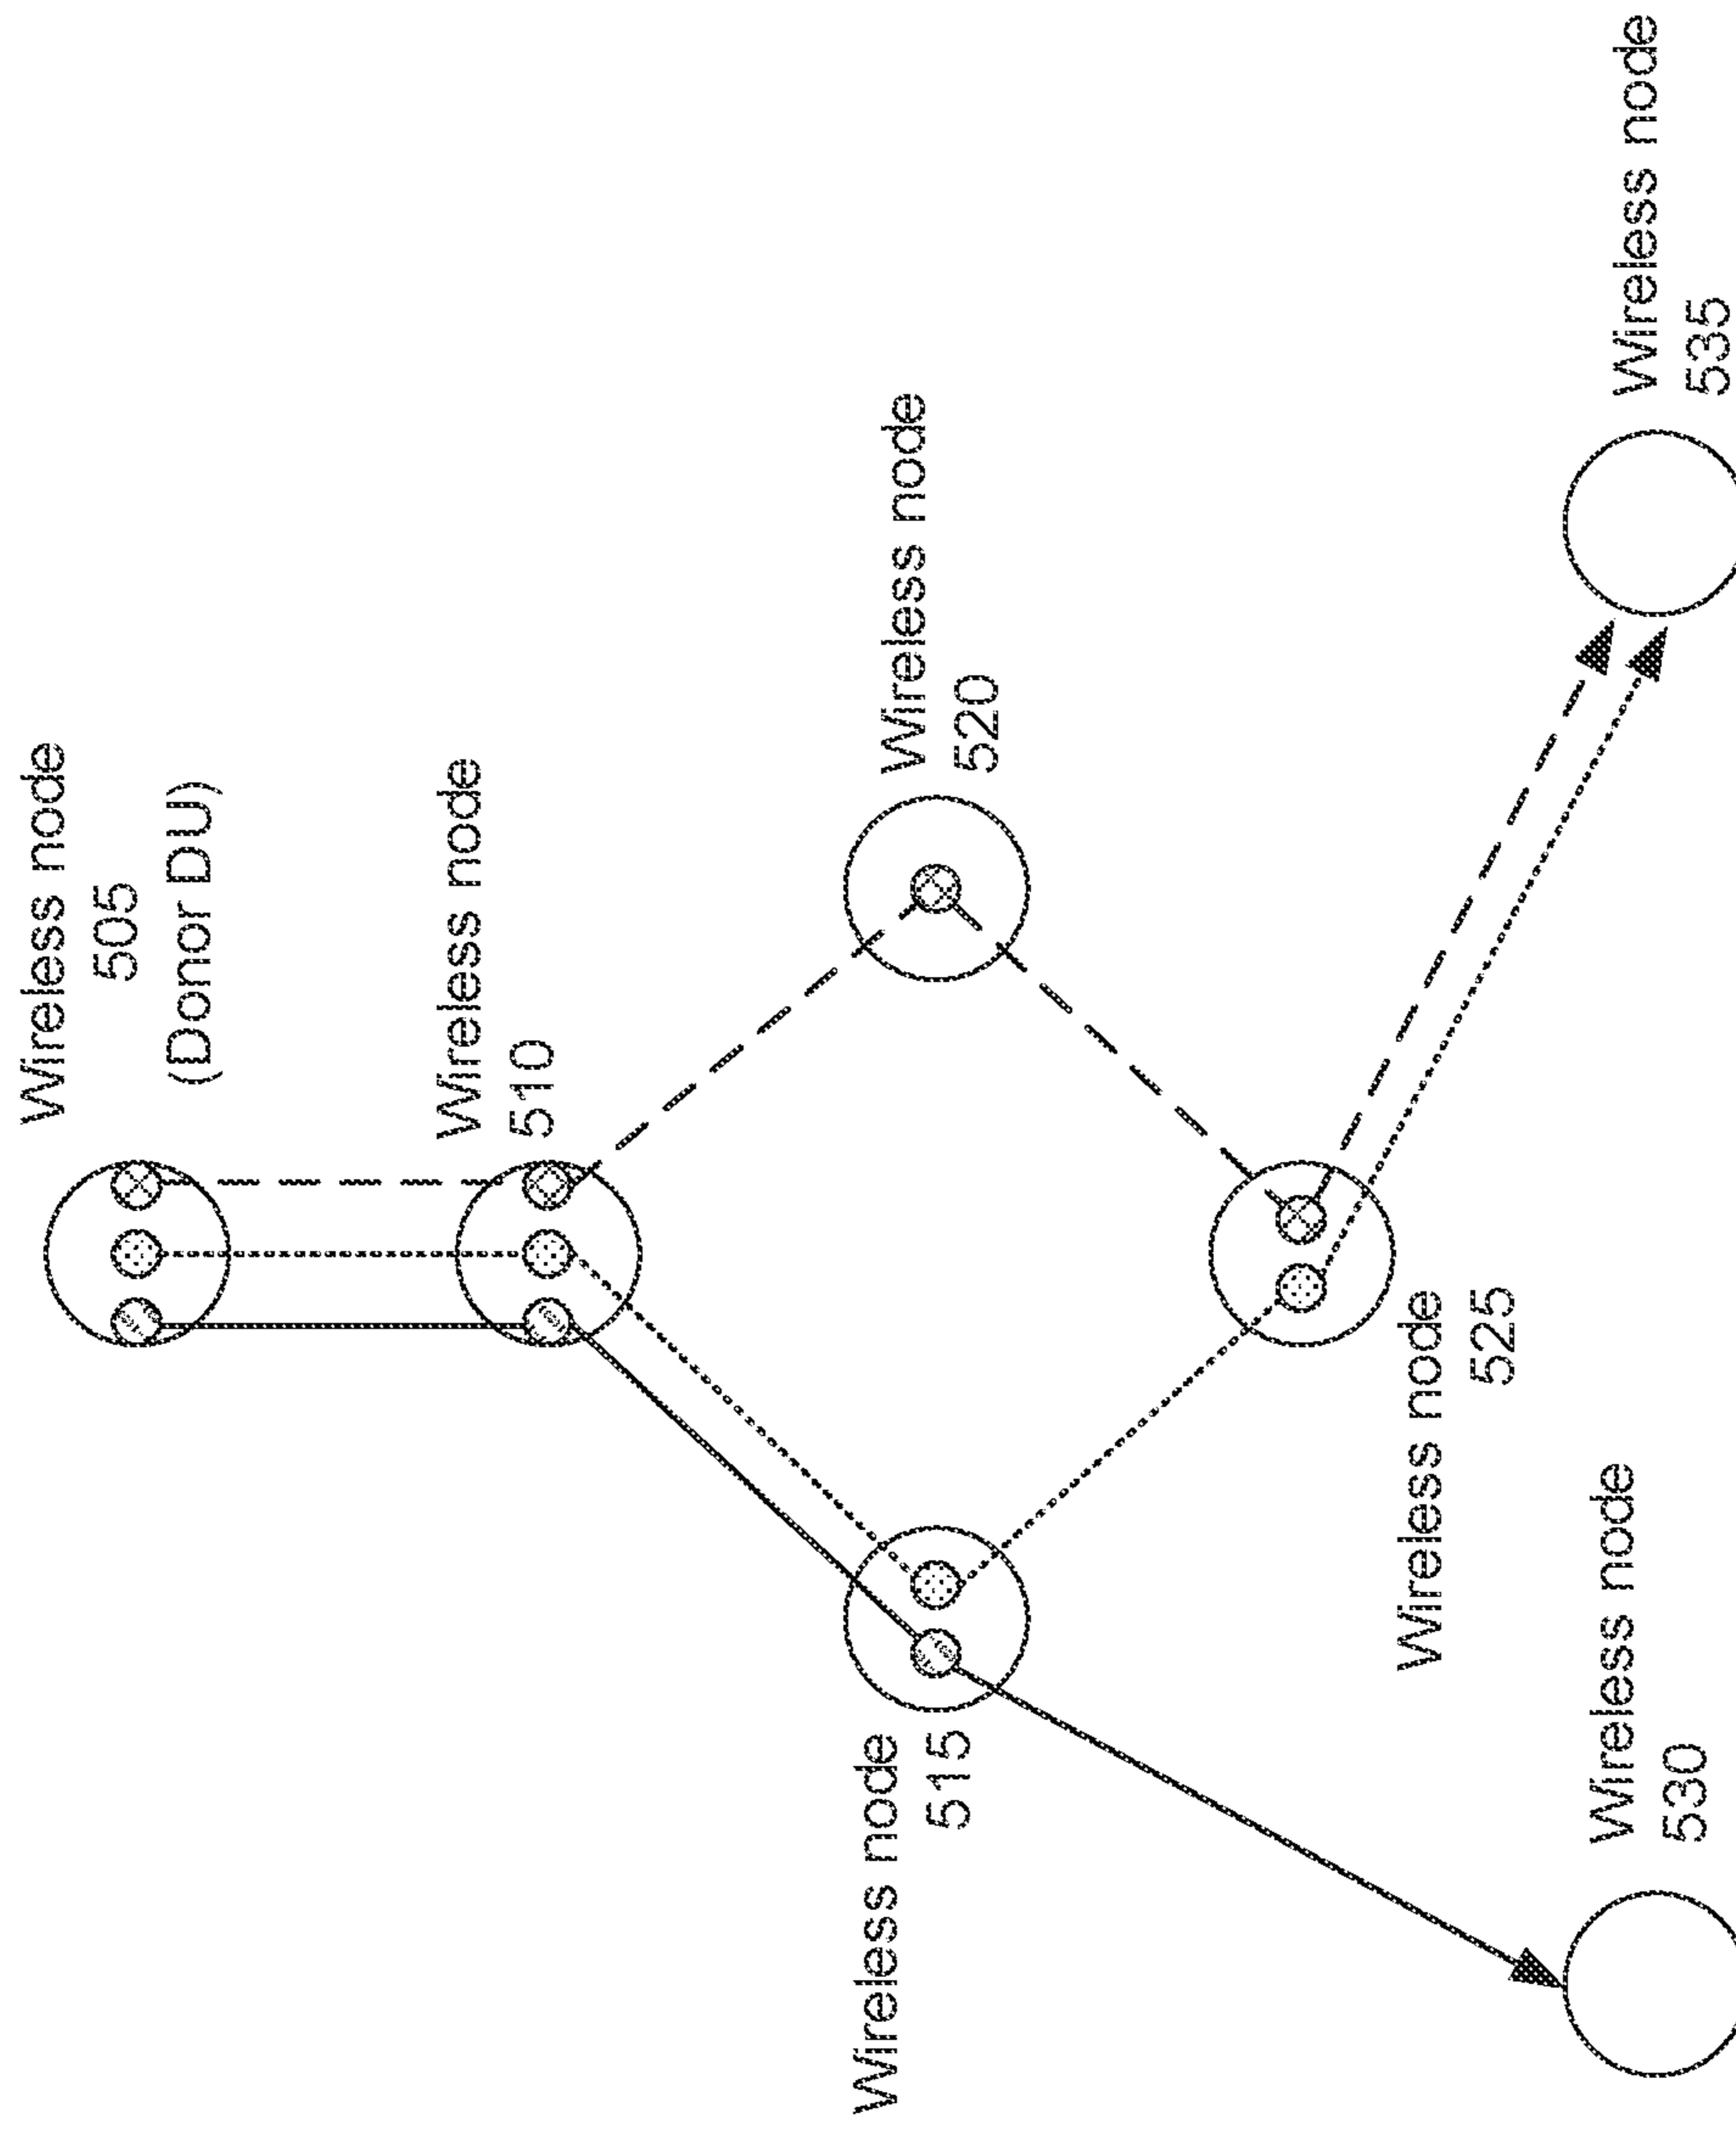 Wireless node
505
(Donor DU)
Wireless node
510
Wireless node
515
Wireless node
520
Wireless node
525
Wireless node
530
Wireless node
535